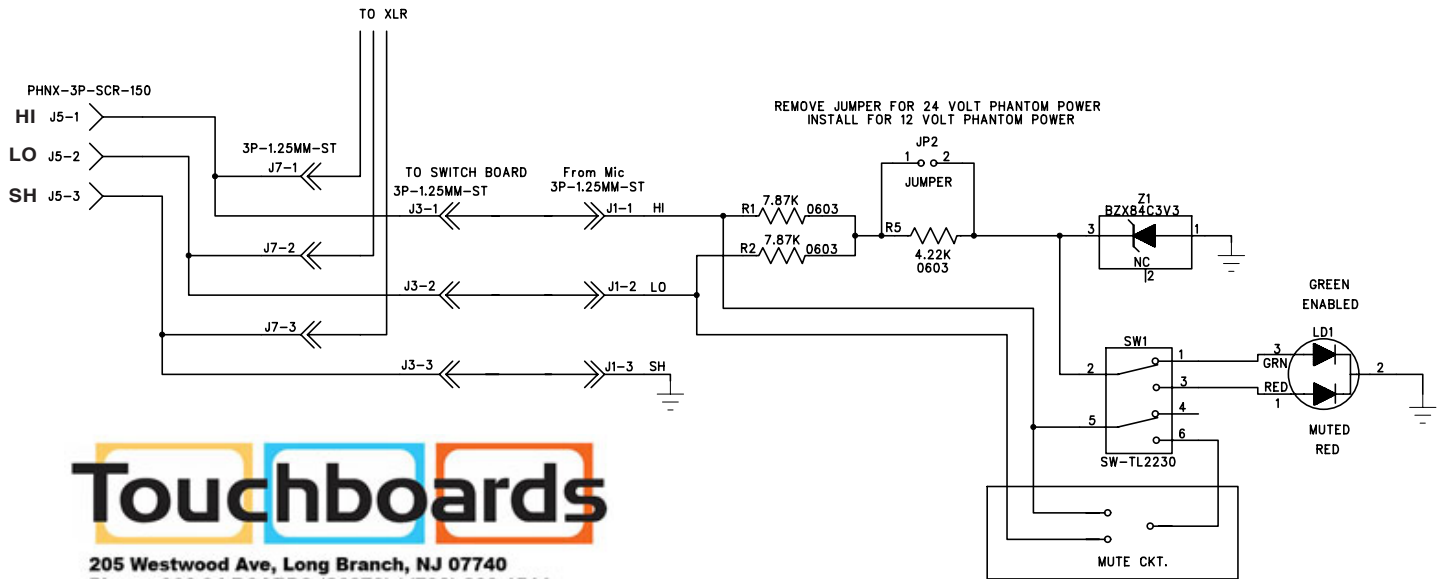 TO XLR
PHNX-3P-SCR-150
HI J5-1
LO J5-2
SH J5-3
3P-1.25MM-ST
J7-1
J7-2
J7-3
TO SWITCH BOARD
3P-1.25MM-ST
J3-1
J3-2
J3-3
From Mic
3P-1.25MM-ST
J1-1 HI
J1-2 LO
J1-3 SH
REMOVE JUMPER FOR 24 VOLT PHANTOM POWER
INSTALL FOR 12 VOLT PHANTOM POWER
JP2
1 2
JUMPER
7.87K
R1 0603
7.87K
R2 0603
R5
4.22K
0603
Z1
BZX84C3V3
3 1
NC
2
GREEN
ENABLED
LD1
3
GRN
RED
1
2
MUTED
RED
SW1
2 1
3
5 4
6
SW-TL2230
MUTE CKT.
Touchboards
205 Westwood Ave, Long Branch, NJ 07740